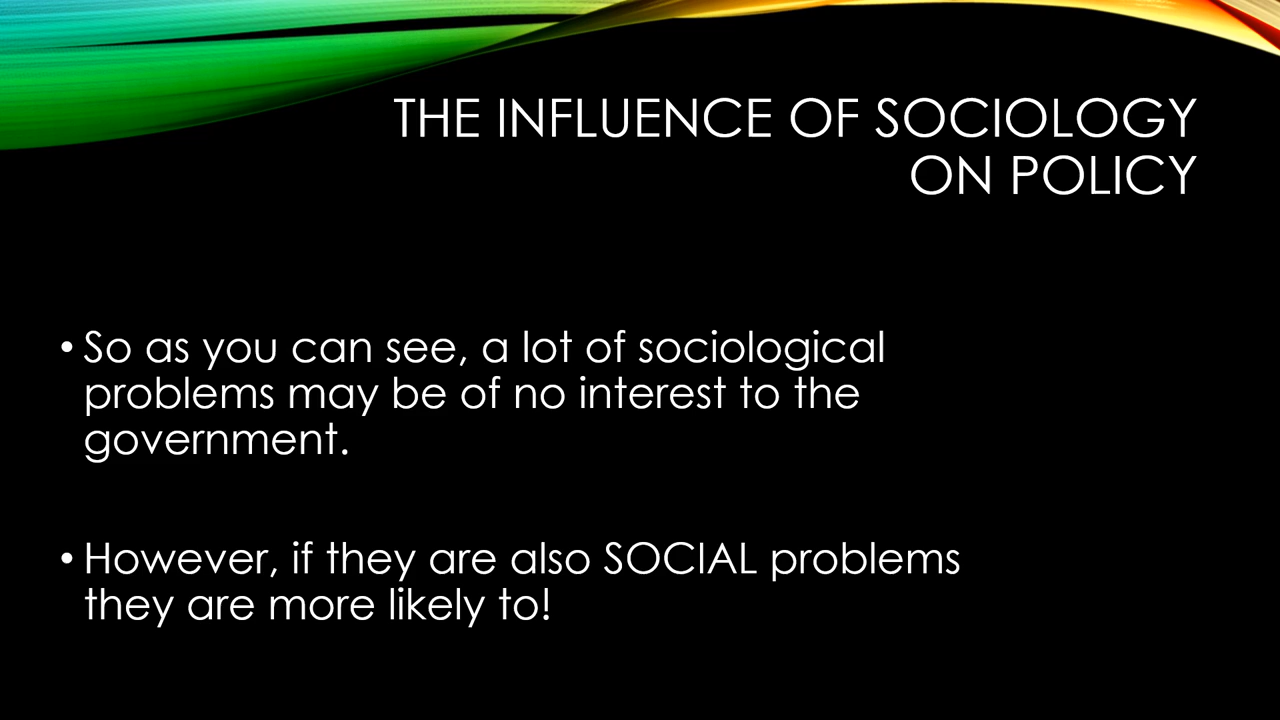 THE INFLUENCE OF SOCIOLOGY
ON POLICY
• So as you can see, a lot of sociological
problems may be of no interest to the
government.
• However, if they are also SOCIAL problems
they are more likely to!